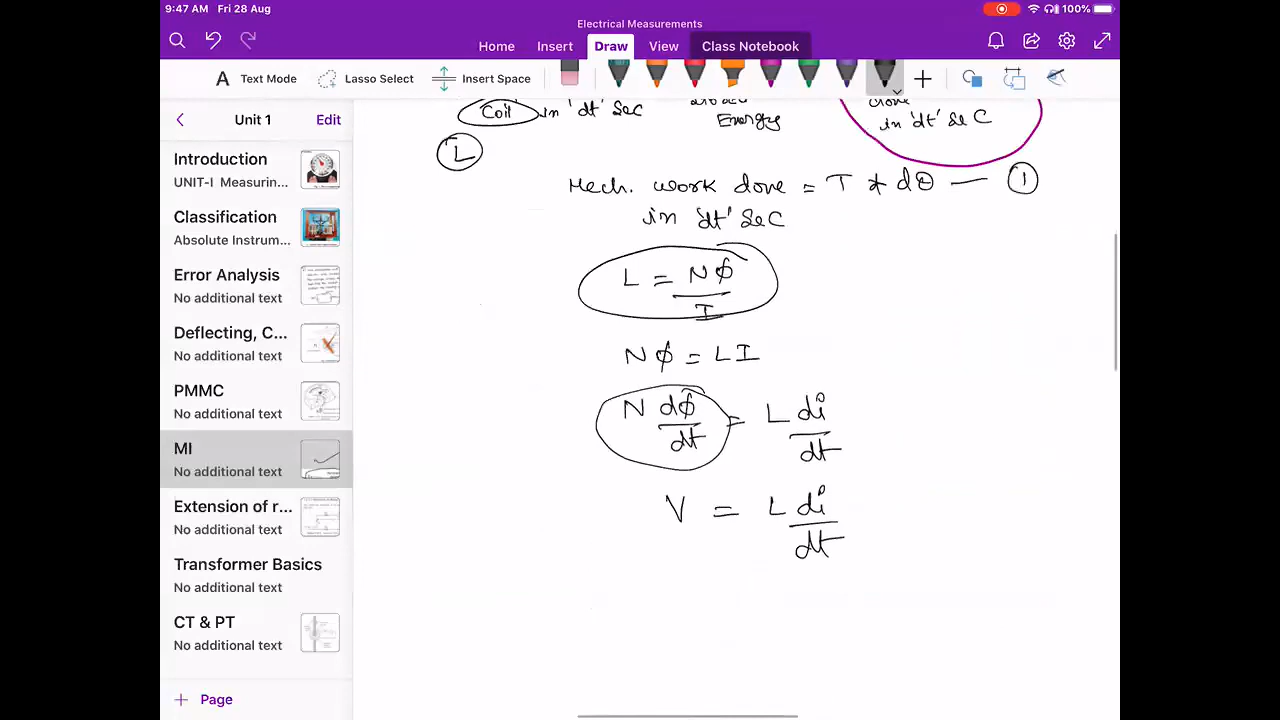 9:47 AM Fri 28 Aug
100%
Electrical Measurements
Home Insert Draw View Class Notebook
A Text Mode Lasso Select Insert Space
Unit 1 Edit
Introduction
UNIT-I Measurin...
Classification
Absolute Instrum...
Error Analysis
No additional text
Deflecting, C...
No additional text
PMMC
No additional text
MI
No additional text
Extension of r...
No additional text
Transformer Basics
No additional text
CT & PT
No additional text
+ Page
Coil in 'dt' Sec
Energy
in 'dt' Sec
L
Mech. work done = T * dθ — ①
in 'dt' Sec
L = Nϕ/I
Nϕ = LI
N dϕ/dt = L di/dt
V = L di/dt